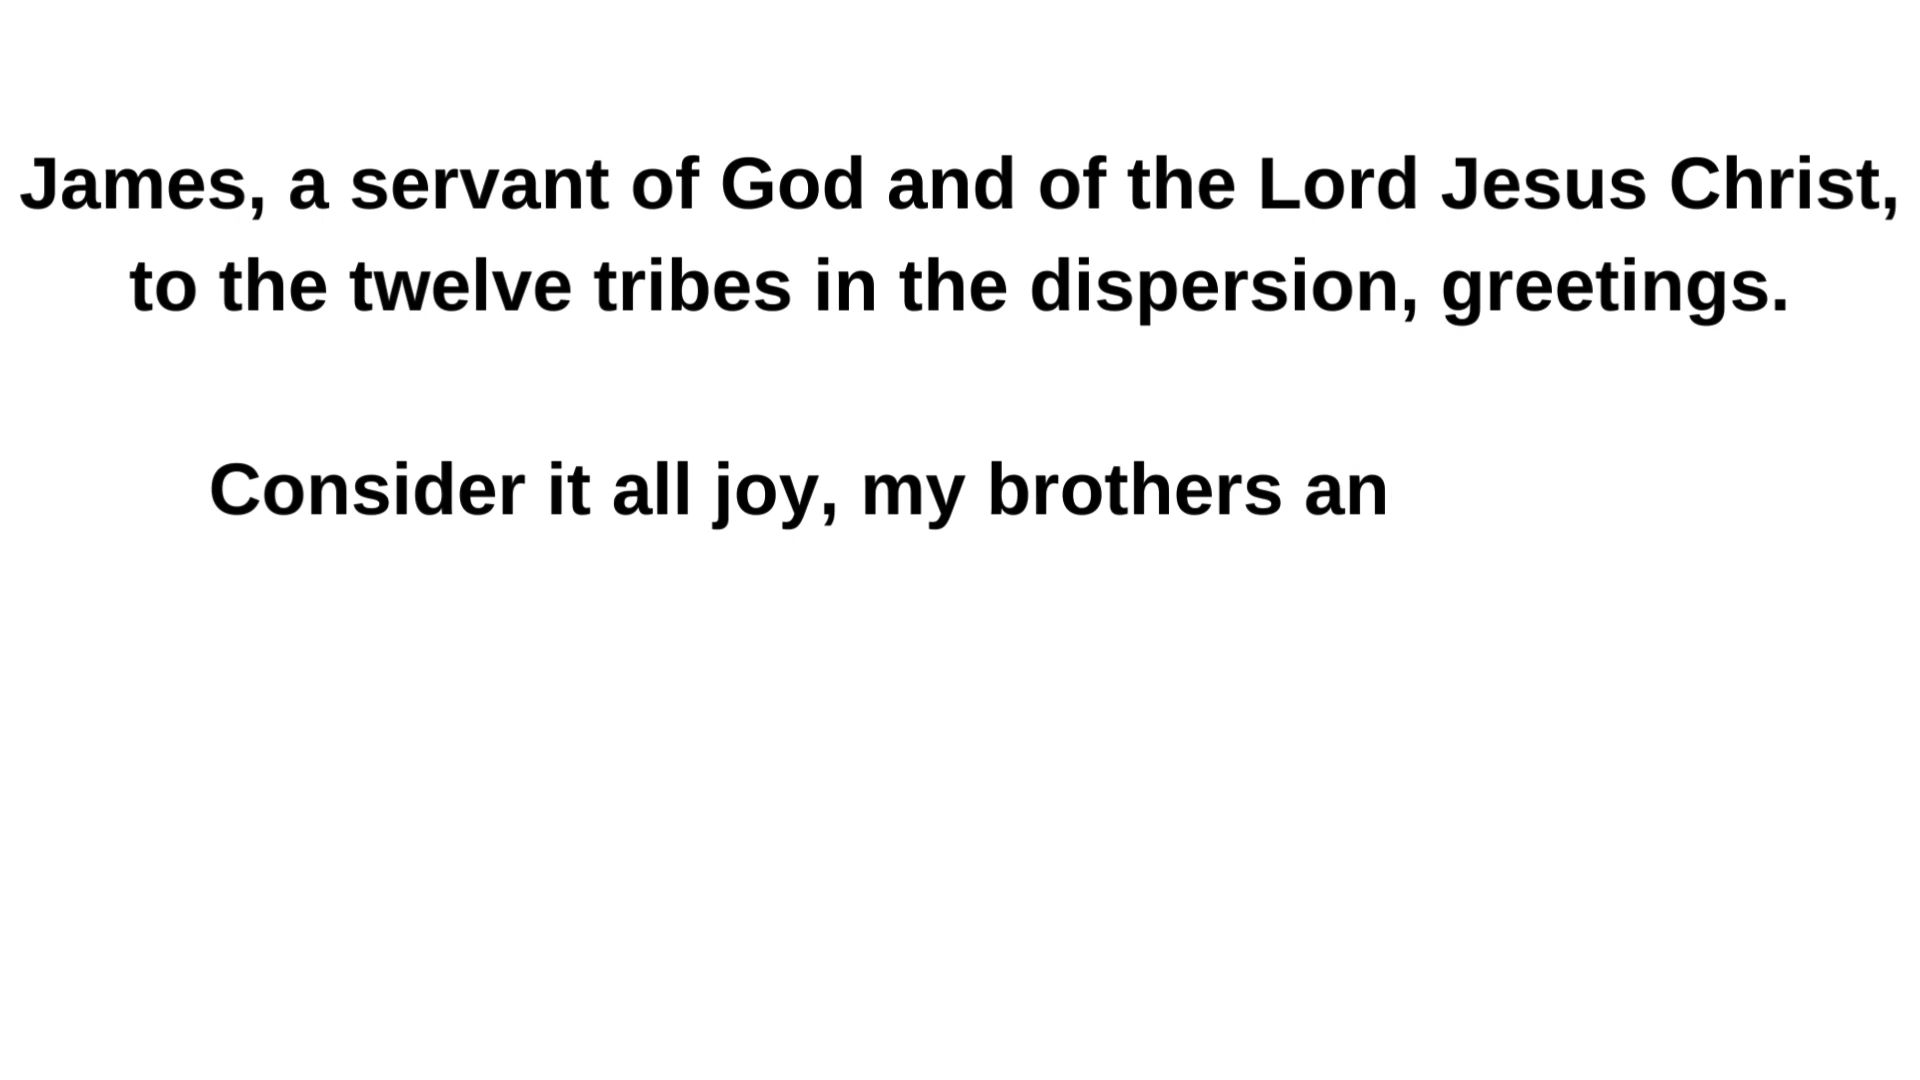 James, a servant of God and of the Lord Jesus Christ,
to the twelve tribes in the dispersion, greetings.
Consider it all joy, my brothers an